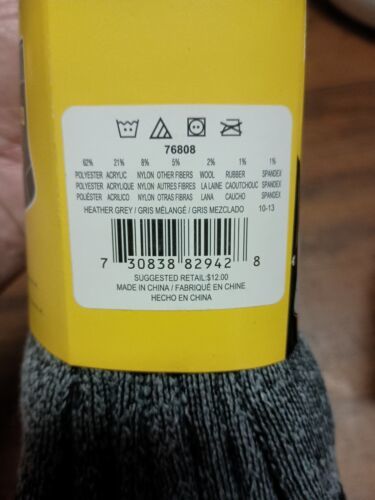 76808
62% 21% 8% 5% 2% 1% 1%
POLYESTER ACRYLIC NYLON OTHER FIBERS WOOL RUBBER SPANDEX
POLYESTER ACRYLIQUE NYLON AUTRES FIBRES LA LAINE CAOUTCHOUC SPANDEX
POLIÉSTER ACRILICO NYLON OTRAS FIBRAS LANA CAUCHO SPANDEX
HEATHER GREY / GRIS MÉLANGÉ / GRIS MEZCLADO 10-13
7 30838 82942 8
SUGGESTED RETAIL:$12.00
MADE IN CHINA / FABRIQUÉ EN CHINE
HECHO EN CHINA